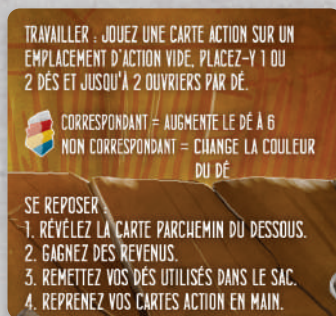 TRAVAILLER : JOUEZ UNE CARTE ACTION SUR UN
EMPLACEMENT D'ACTION VIDE, PLACEZ-Y 1 OU
2 DÉS ET JUSQU'À 2 OUVRIERS PAR DÉ.
CORRESPONDANT = AUGMENTE LE DÉ À 6
NON CORRESPONDANT = CHANGE LA COULEUR
DU DÉ
SE REPOSER :
1. RÉVÉLEZ LA CARTE PARCHEMIN DU DESSOUS.
2. GAGNEZ DES REVENUS.
3. REMETTEZ VOS DÉS UTILISÉS DANS LE SAC.
4. REPRENEZ VOS CARTES ACTION EN MAIN.